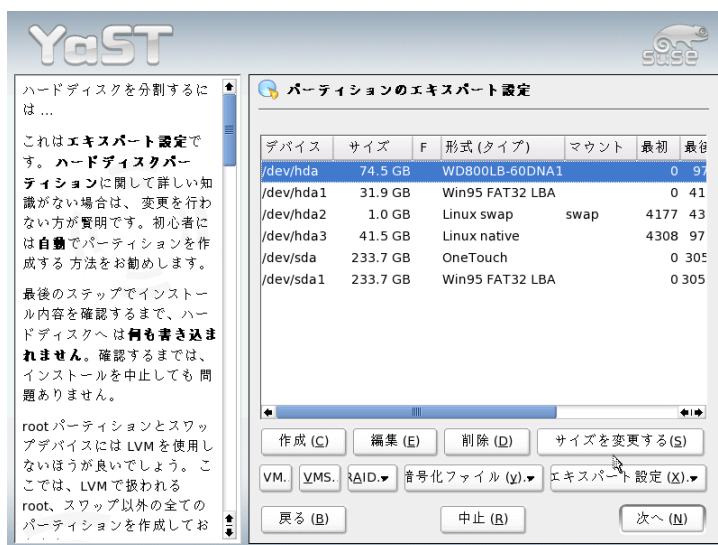 YaST
suse
ハードディスクを分割するに
は ...
これはエキスパート設定で
す。 ハードディスクパー
ティションに関して詳しい知
識がない場合は、 変更を行わ
ない方が賢明です。初心者に
は自動でパーティションを作
成する 方法をお勧めします。
最後のステップでインストー
ル内容を確認するまで、ハー
ドディスクへ は何も書き込ま
れません。確認するまでは、
インストールを中止しても 問
題ありません。
root パーティションとスワッ
プデバイスには LVM を使用し
ないほうが良いでしょう。 こ
こでは、LVM で扱われる
root、スワップ以外の全ての
パーティションを作成してお
パーティションのエキスパート設定
デバイス サイズ F 形式 (タイプ) マウント 最初 最後
/dev/hda 74.5 GB WD800LB-60DNA1 0 97
/dev/hda1 31.9 GB Win95 FAT32 LBA 0 41
/dev/hda2 1.0 GB Linux swap swap 4177 43
/dev/hda3 41.5 GB Linux native 4308 97
/dev/sda 233.7 GB OneTouch 0 305
/dev/sda1 233.7 GB Win95 FAT32 LBA 0 305
作成 (C) 編集 (E) 削除 (D) サイズを変更する(S)
VM.. VMS. RAID. 暗号化ファイル (y). エキスパート設定 (X).
戻る (B) 中止 (R) 次へ (N)